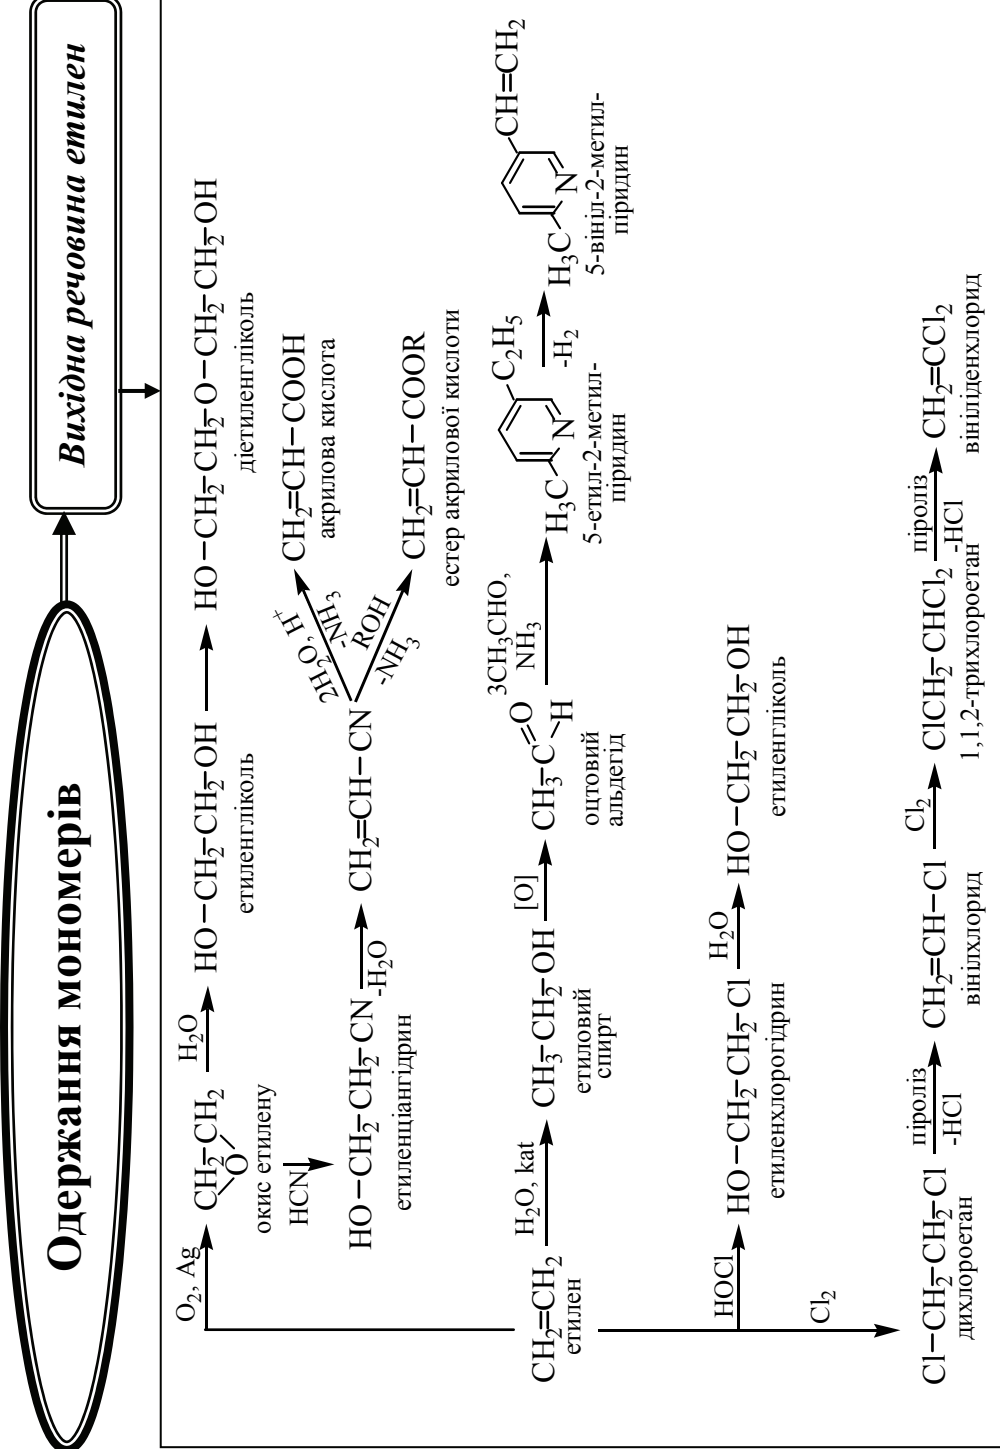 Одержання мономерів
Вихідна речовина етилен
O₂, Ag
CH₂−CH₂
O
окис етилену
H₂O
HO−CH₂−CH₂−OH
етиленгліколь
HO−CH₂−CH₂−O−CH₂−CH₂−OH
діетиленгліколь
HCN
HO−CH₂−CH₂−CN
етиленціангідрин
-H₂O
CH₂=CH−CN
2H₂O, H⁺
-NH₃
CH₂=CH−COOH
акрилова кислота
ROH
-NH₃
CH₂=CH−COOR
естер акрилової кислоти
CH₂=CH₂
етилен
H₂O, kat
CH₃−CH₂−OH
етиловий
спирт
[O]
CH₃−C
O
H
оцтовий
альдегід
3CH₃CHO,
NH₃
H₃C
N
C₂H₅
5-етил-2-метил-
піридин
-H₂
H₃C
N
CH=CH₂
5-вініл-2-метил-
піридин
HOCl
HO−CH₂−CH₂−Cl
етиленхлорогідрин
H₂O
HO−CH₂−CH₂−OH
етиленгліколь
Cl₂
Cl−CH₂−CH₂−Cl
дихлороетан
піроліз
-HCl
CH₂=CH−Cl
вінілхлорид
Cl₂
ClCH₂−CHCl₂
1,1,2-трихлороетан
піроліз
-HCl
CH₂=CCl₂
вініліденхлорид